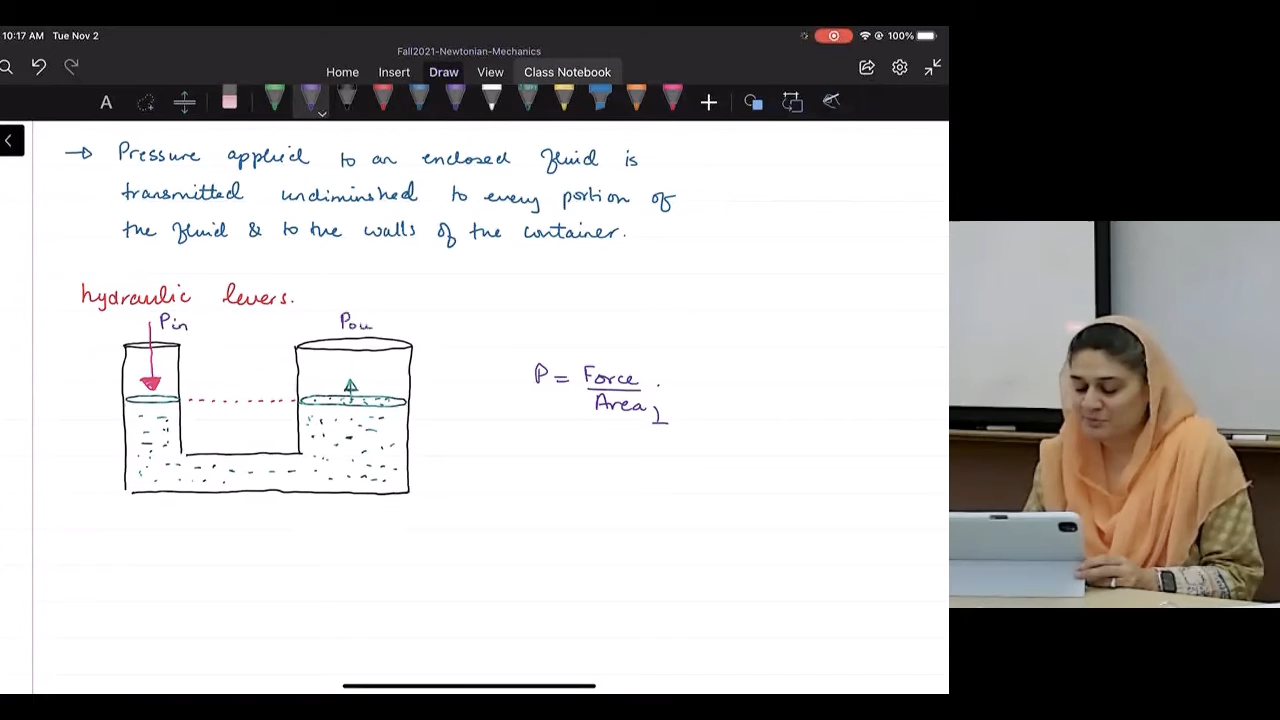 10:17 AM Tue Nov 2
100%
Fall2021-Newtonian-Mechanics
Home Insert Draw View Class Notebook
A
→ Pressure applied to an enclosed fluid is
transmitted undiminshed to every portion of
the fluid & to the walls of the container.
hydraulic levers.
Pin Pou
P = Force
Area ⊥